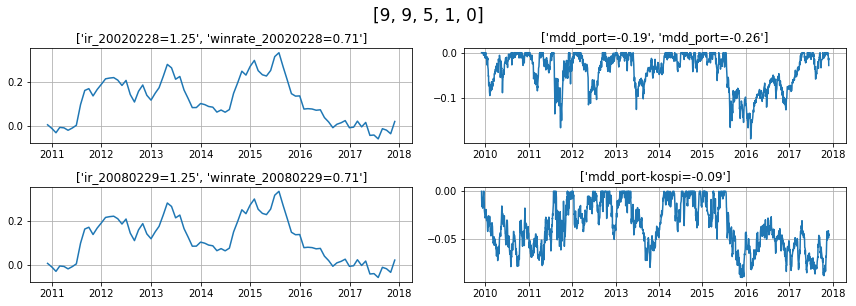 [9, 9, 5, 1, 0]
['ir_20020228=1.25', 'winrate_20020228=0.71']
0.2
0.0
2011 2012 2013 2014 2015 2016 2017 2018
['mdd_port=-0.19', 'mdd_port=-0.26']
0.0
−0.1
2010 2011 2012 2013 2014 2015 2016 2017 2018
['ir_20080229=1.25', 'winrate_20080229=0.71']
0.2
0.0
2011 2012 2013 2014 2015 2016 2017 2018
['mdd_port-kospi=-0.09']
0.00
−0.05
2010 2011 2012 2013 2014 2015 2016 2017 2018